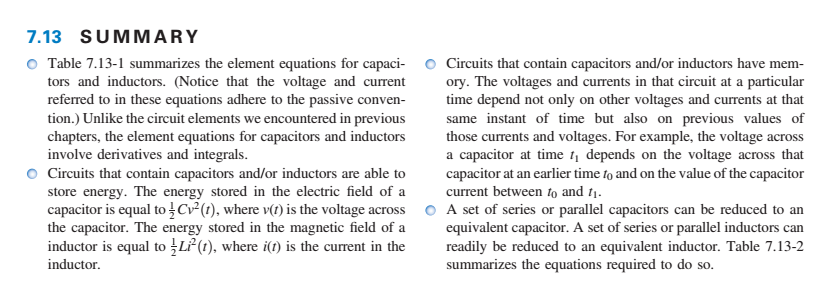 7.13 SUMMARY
Table 7.13-1 summarizes the element equations for capaci-
tors and inductors. (Notice that the voltage and current
referred to in these equations adhere to the passive conven-
tion.) Unlike the circuit elements we encountered in previous
chapters, the element equations for capacitors and inductors
involve derivatives and integrals.
Circuits that contain capacitors and/or inductors are able to
store energy. The energy stored in the electric field of a
capacitor is equal to ½Cv²(t), where v(t) is the voltage across
the capacitor. The energy stored in the magnetic field of a
inductor is equal to ½Li²(t), where i(t) is the current in the
inductor.
Circuits that contain capacitors and/or inductors have mem-
ory. The voltages and currents in that circuit at a particular
time depend not only on other voltages and currents at that
same instant of time but also on previous values of
those currents and voltages. For example, the voltage across
a capacitor at time t₁ depends on the voltage across that
capacitor at an earlier time t₀ and on the value of the capacitor
current between t₀ and t₁.
A set of series or parallel capacitors can be reduced to an
equivalent capacitor. A set of series or parallel inductors can
readily be reduced to an equivalent inductor. Table 7.13-2
summarizes the equations required to do so.